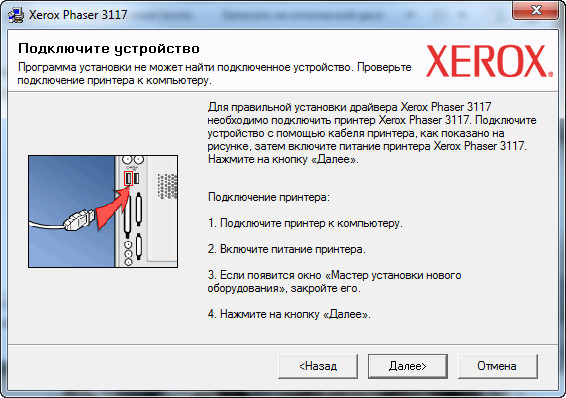 Xerox Phaser 3117
Подключите устройство
Программа установки не может найти подключенное устройство. Проверьте
подключение принтера к компьютеру.
XEROX.
Для правильной установки драйвера Xerox Phaser 3117
необходимо подключить принтер Xerox Phaser 3117. Подключите
устройство с помощью кабеля принтера, как показано на
рисунке, затем включите питание принтера Xerox Phaser 3117.
Нажмите на кнопку «Далее».
Подключение принтера:
1. Подключите принтер к компьютеру.
2. Включите питание принтера.
3. Если появится окно «Мастер установки нового
оборудования», закройте его.
4. Нажмите на кнопку «Далее».
<Назад
Далее>
Отмена